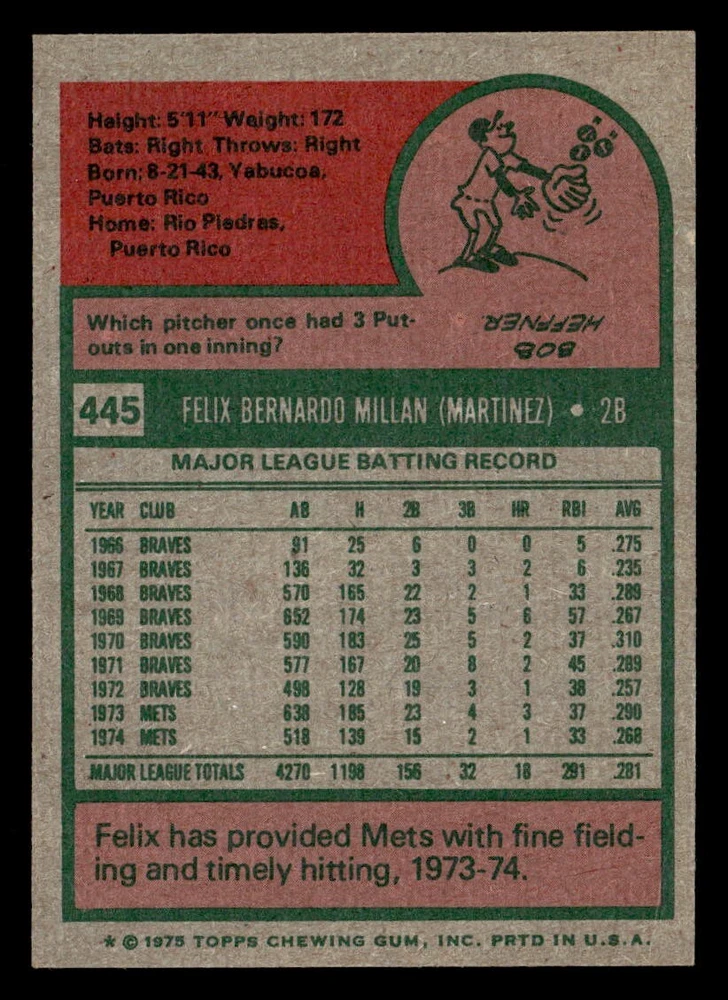 Height: 5'11" Weight: 172
Bats: Right Throws: Right
Born: 8-21-43, Yabucoa,
Puerto Rico
Home: Rio Piedras,
Puerto Rico
Which pitcher once had 3 Put-
outs in one inning?
BOB
HEFFNER
445 FELIX BERNARDO MILLAN (MARTINEZ) • 2B
MAJOR LEAGUE BATTING RECORD
YEAR CLUB AB H 2B 3B HR RBI AVG
1966 BRAVES 91 25 6 0 0 5 .275
1967 BRAVES 136 32 3 3 2 6 .235
1968 BRAVES 570 165 22 2 1 33 .289
1969 BRAVES 652 174 23 5 6 57 .267
1970 BRAVES 590 183 25 5 2 37 .310
1971 BRAVES 577 167 20 8 2 45 .289
1972 BRAVES 498 128 19 3 1 38 .257
1973 METS 638 185 23 4 3 37 .290
1974 METS 518 139 15 2 1 33 .268
MAJOR LEAGUE TOTALS 4270 1198 156 32 18 291 .281
Felix has provided Mets with fine field-
ing and timely hitting, 1973-74.
* © 1975 TOPPS CHEWING GUM, INC. PRTD IN U.S.A.